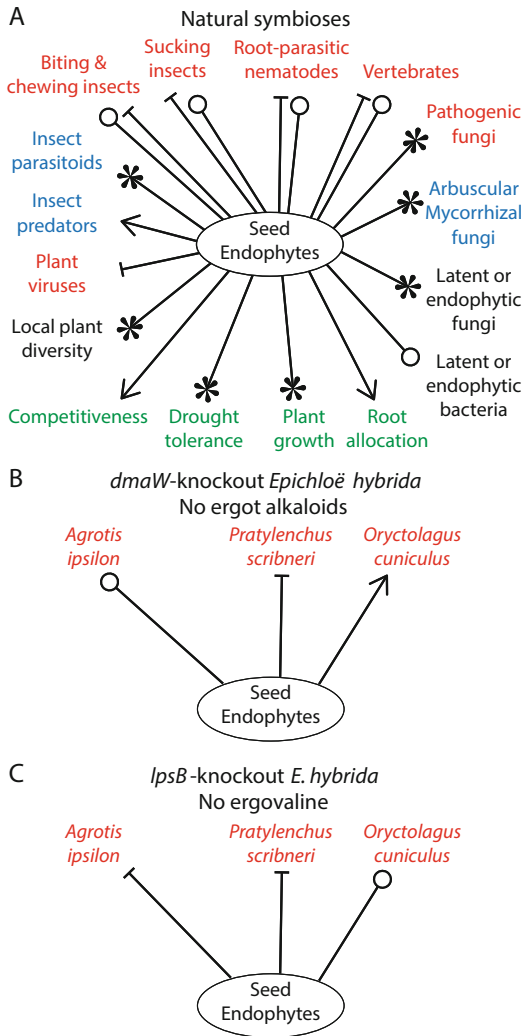 A
Natural symbioses
Biting &
chewing insects
Sucking
insects
Root-parasitic
nematodes
Vertebrates
Insect
parasitoids
Pathogenic
fungi
Insect
predators
Arbuscular
Mycorrhizal
fungi
Seed
Endophytes
Plant
viruses
Latent or
endophytic
fungi
Local plant
diversity
Latent or
endophytic
bacteria
Competitiveness
Drought
tolerance
Plant
growth
Root
allocation
B
dmaW-knockout Epichloë hybrida
No ergot alkaloids
Agrotis
ipsilon
Pratylenchus
scribneri
Oryctolagus
cuniculus
Seed
Endophytes
C
lpsB-knockout E. hybrida
No ergovaline
Agrotis
ipsilon
Pratylenchus
scribneri
Oryctolagus
cuniculus
Seed
Endophytes